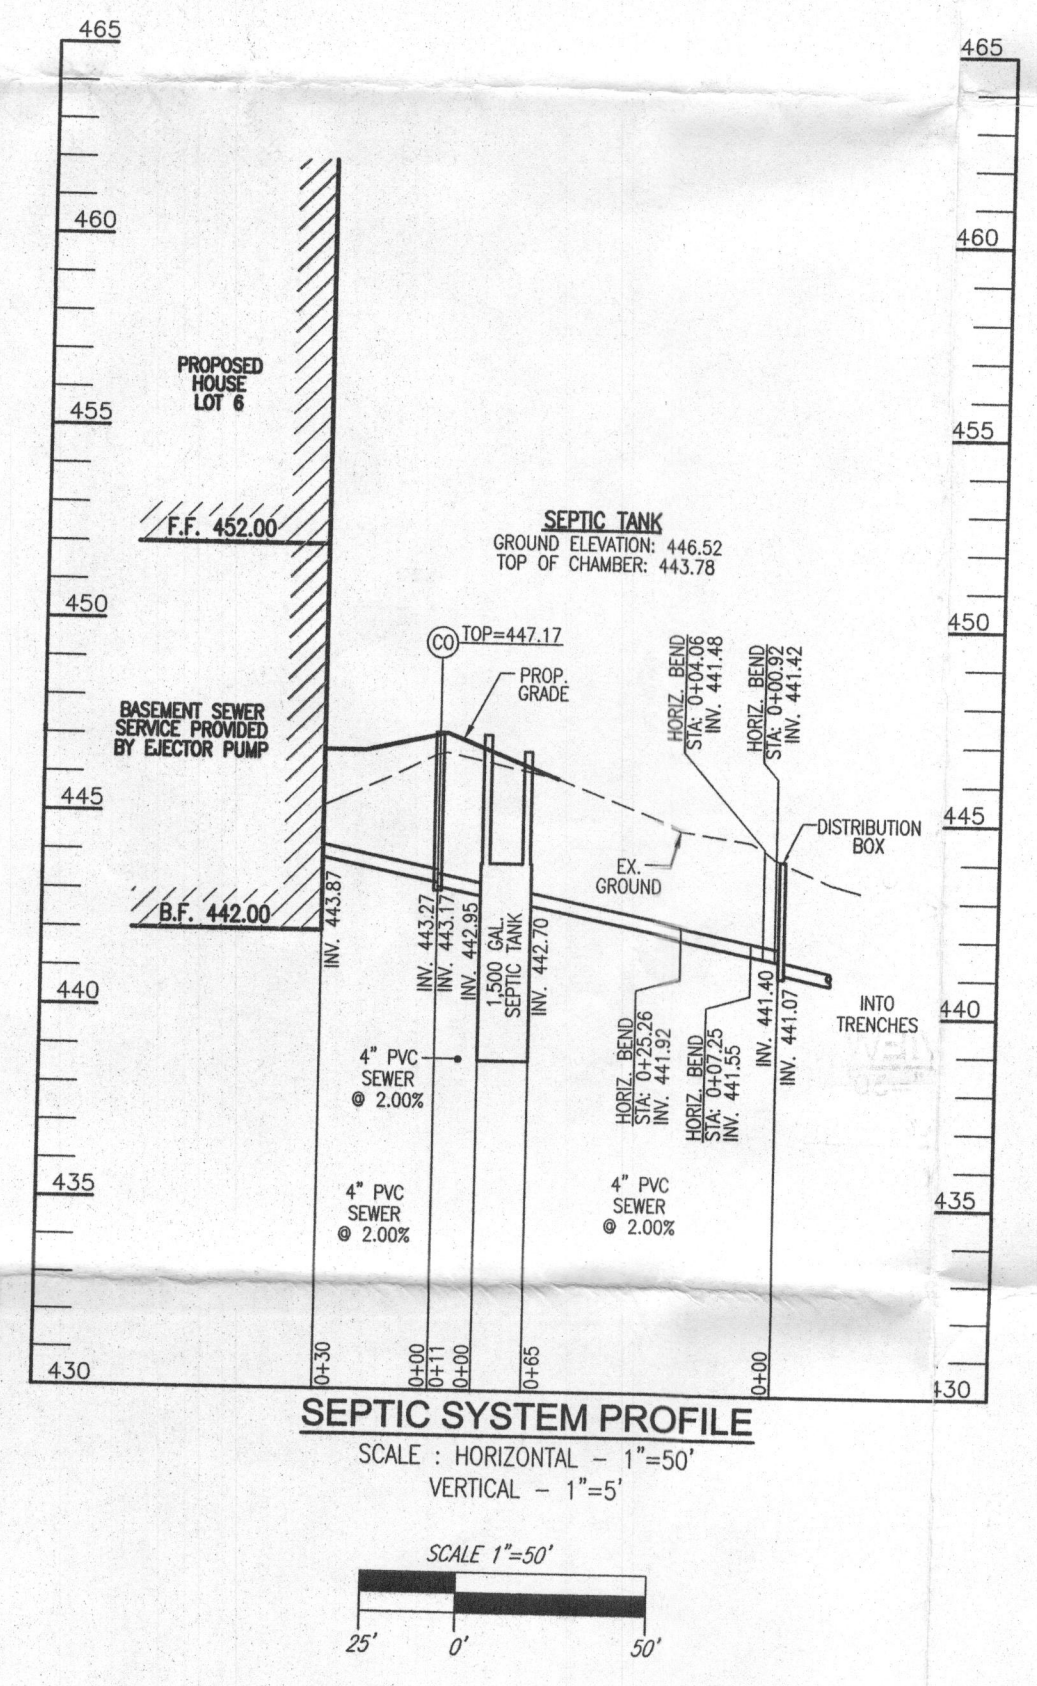 465
465
460
460
PROPOSED
HOUSE
LOT 6
455
455
F.F. 452.00
SEPTIC TANK
GROUND ELEVATION: 446.52
TOP OF CHAMBER: 443.78
450
450
CO TOP=447.17
PROP.
GRADE
HORIZ. BEND
STA: 0+04.06
INV. 441.48
HORIZ. BEND
STA: 0+00.92
INV. 441.42
BASEMENT SEWER
SERVICE PROVIDED
BY EJECTOR PUMP
445
445
DISTRIBUTION
BOX
EX.
GROUND
B.F. 442.00
INV. 443.87
INV. 443.27
INV. 443.17
INV. 442.95
1,500 GAL.
SEPTIC TANK
INV. 442.70
440
440
INTO
TRENCHES
HORIZ. BEND
STA: 0+25.26
INV. 441.92
HORIZ. BEND
STA: 0+07.25
INV. 441.55
INV. 441.40
INV. 441.07
4" PVC
SEWER
@ 2.00%
435
435
4" PVC
SEWER
@ 2.00%
4" PVC
SEWER
@ 2.00%
430
0+30
0+00
0+11
0+00
0+65
0+00
430
SEPTIC SYSTEM PROFILE
SCALE : HORIZONTAL - 1"=50'
VERTICAL - 1"=5'
SCALE 1"=50'
25' 0' 50'